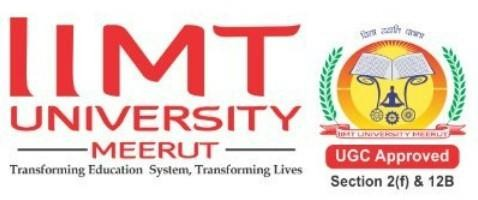 IIMT
UNIVERSITY
MEERUT
Transforming Education System, Transforming Lives
IIMT UNIVERSITY MEERUT
UGC Approved
Section 2(f) & 12B